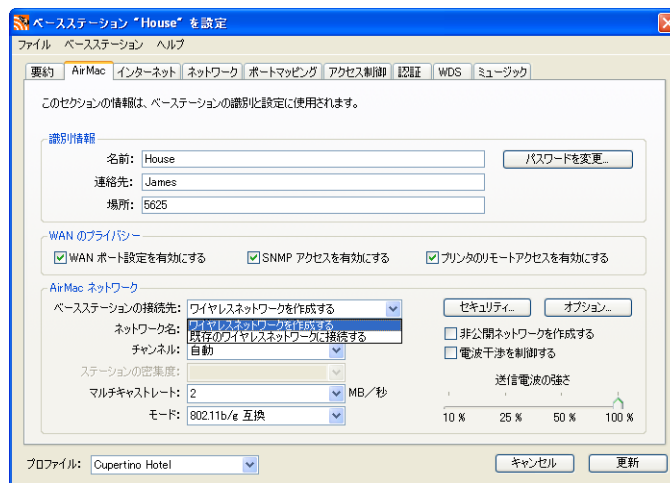 ベースステーション “House” を設定
ファイル ベースステーション ヘルプ
要約 AirMac インターネット ネットワーク ポートマッピング アクセス制御 認証 WDS ミュージック
このセクションの情報は、ベーステーションの識別と設定に使用されます。
識別情報
名前: House パスワードを変更...
連絡先: James
場所: 5625
WAN のプライバシー
WAN ポート設定を有効にする SNMP アクセスを有効にする プリンタのリモートアクセスを有効にする
AirMac ネットワーク
ベースステーションの接続先: ワイヤレスネットワークを作成する セキュリティ... オプション...
ワイヤレスネットワークを作成する
ネットワーク名: 既存のワイヤレスネットワークに接続する 非公開ネットワークを作成する
チャンネル: 自動 電波干渉を制御する
ステーションの密集度: 送信電波の強さ
マルチキャストレート: 2 MB/秒
モード: 802.11b/g 互換 10 % 25 % 50 % 100 %
プロファイル: Cupertino Hotel キャンセル 更新